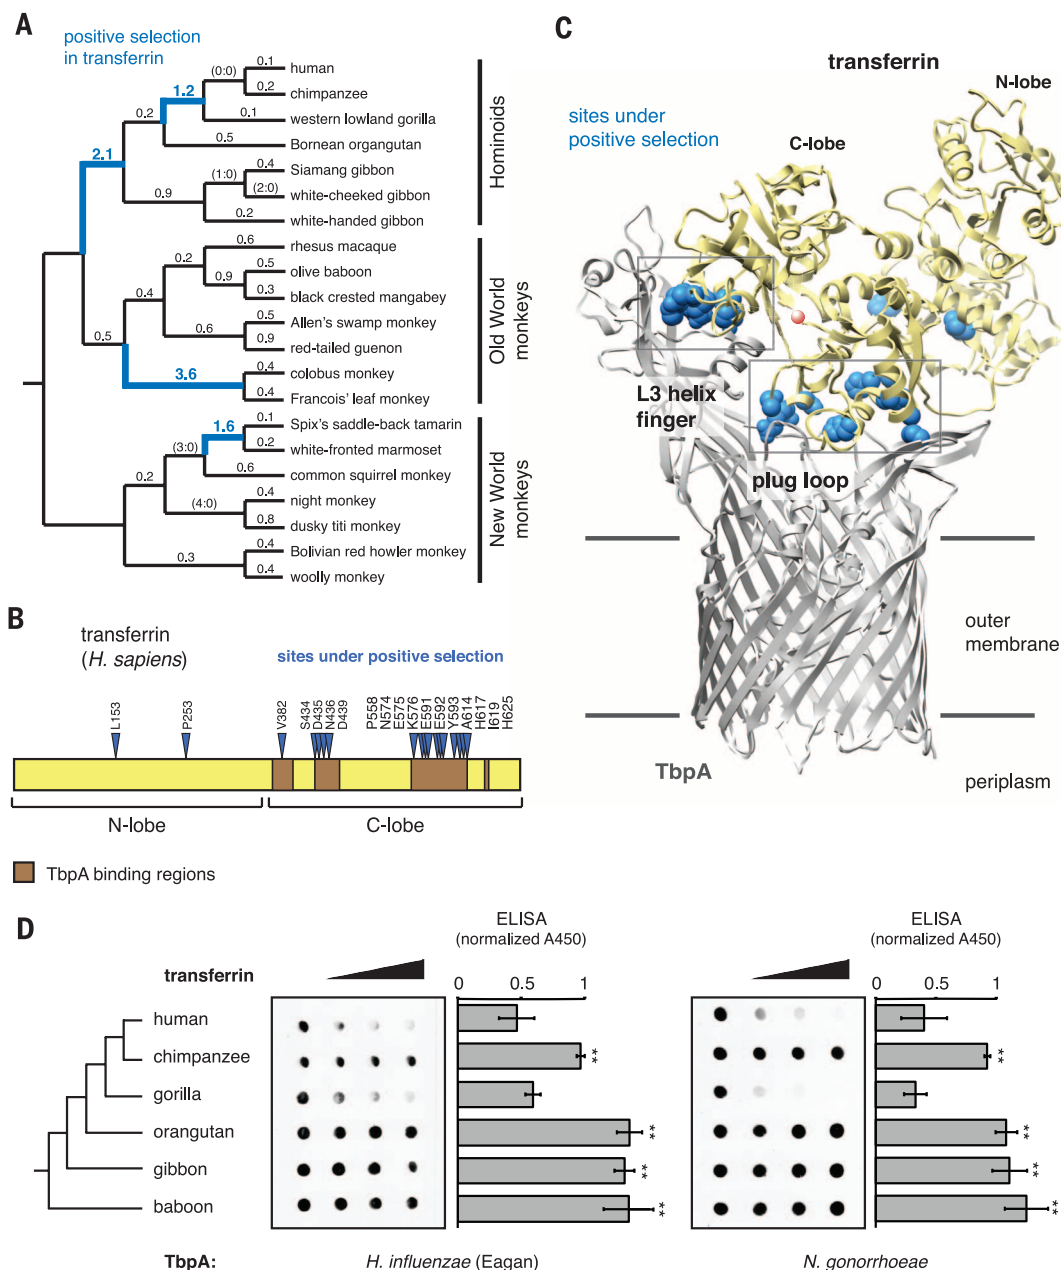 A
positive selection
in transferrin
0.1
human
(0:0)
0.2
chimpanzee
1.2
0.1
western lowland gorilla
0.2
0.5
Bornean organgutan
2.1
0.4
Siamang gibbon
(1:0)
(2:0)
white-cheeked gibbon
0.9
0.2
white-handed gibbon
Hominoids
0.6
rhesus macaque
0.2
0.5
olive baboon
0.9
0.3
black crested mangabey
0.4
0.5
Allen's swamp monkey
0.6
0.9
red-tailed guenon
0.5
0.4
colobus monkey
3.6
0.4
Francois' leaf monkey
Old World
monkeys
0.1
Spix's saddle-back tamarin
1.6
0.2
white-fronted marmoset
(3:0)
0.6
common squirrel monkey
0.2
0.4
night monkey
(4:0)
0.8
dusky titi monkey
0.4
Bolivian red howler monkey
0.3
0.4
woolly monkey
New World
monkeys
B
transferrin
(H. sapiens)
sites under positive selection
L153
P253
V382
S434
D435
N436
D439
P558
N574
E575
K576
E591
E592
Y593
A614
H617
I619
H625
N-lobe
C-lobe
TbpA binding regions
C
transferrin
N-lobe
sites under
positive selection
C-lobe
L3 helix
finger
plug loop
outer
membrane
TbpA
periplasm
D
transferrin
ELISA
(normalized A450)
0
0.5
1
ELISA
(normalized A450)
0
0.5
1
human
chimpanzee
**
**
gorilla
orangutan
**
**
gibbon
**
**
baboon
**
**
TbpA:
H. influenzae (Eagan)
N. gonorrhoeae